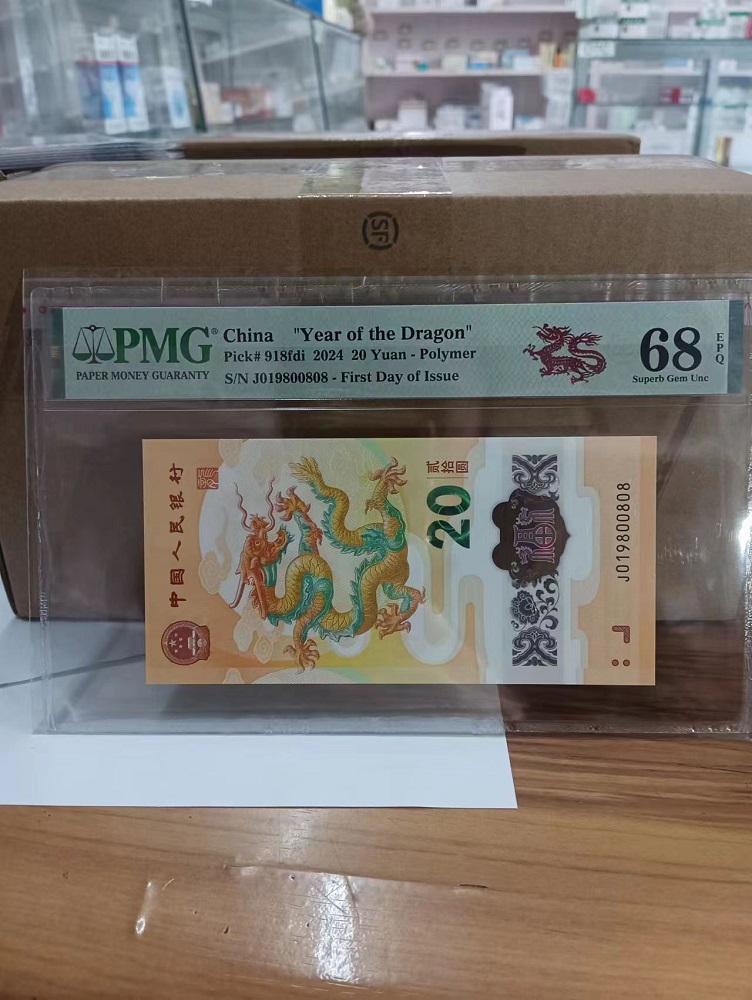 SF
PMG®
PAPER MONEY GUARANTY
China "Year of the Dragon"
Pick# 918fdi 2024 20 Yuan - Polymer
S/N J019800808 - First Day of Issue
68
EPQ
Superb Gem Unc
中国人民银行
贰拾圆
20
福
J019800808